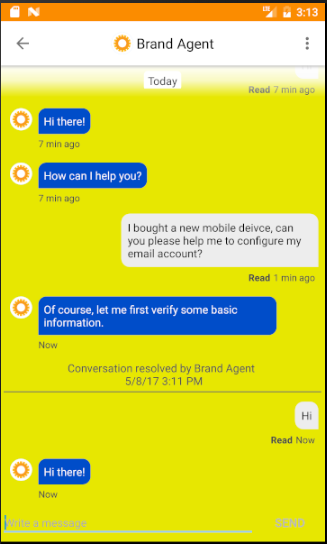 3:13
Brand Agent
Today
Read 7 min ago
Hi there!
7 min ago
How can I help you?
7 min ago
I bought a new mobile deivce, can
you please help me to configure my
email account?
Read 1 min ago
Of course, let me first verify some basic
information.
Now
Conversation resolved by Brand Agent
5/8/17 3:11 PM
Hi
Read Now
Hi there!
Now
Write a message SEND